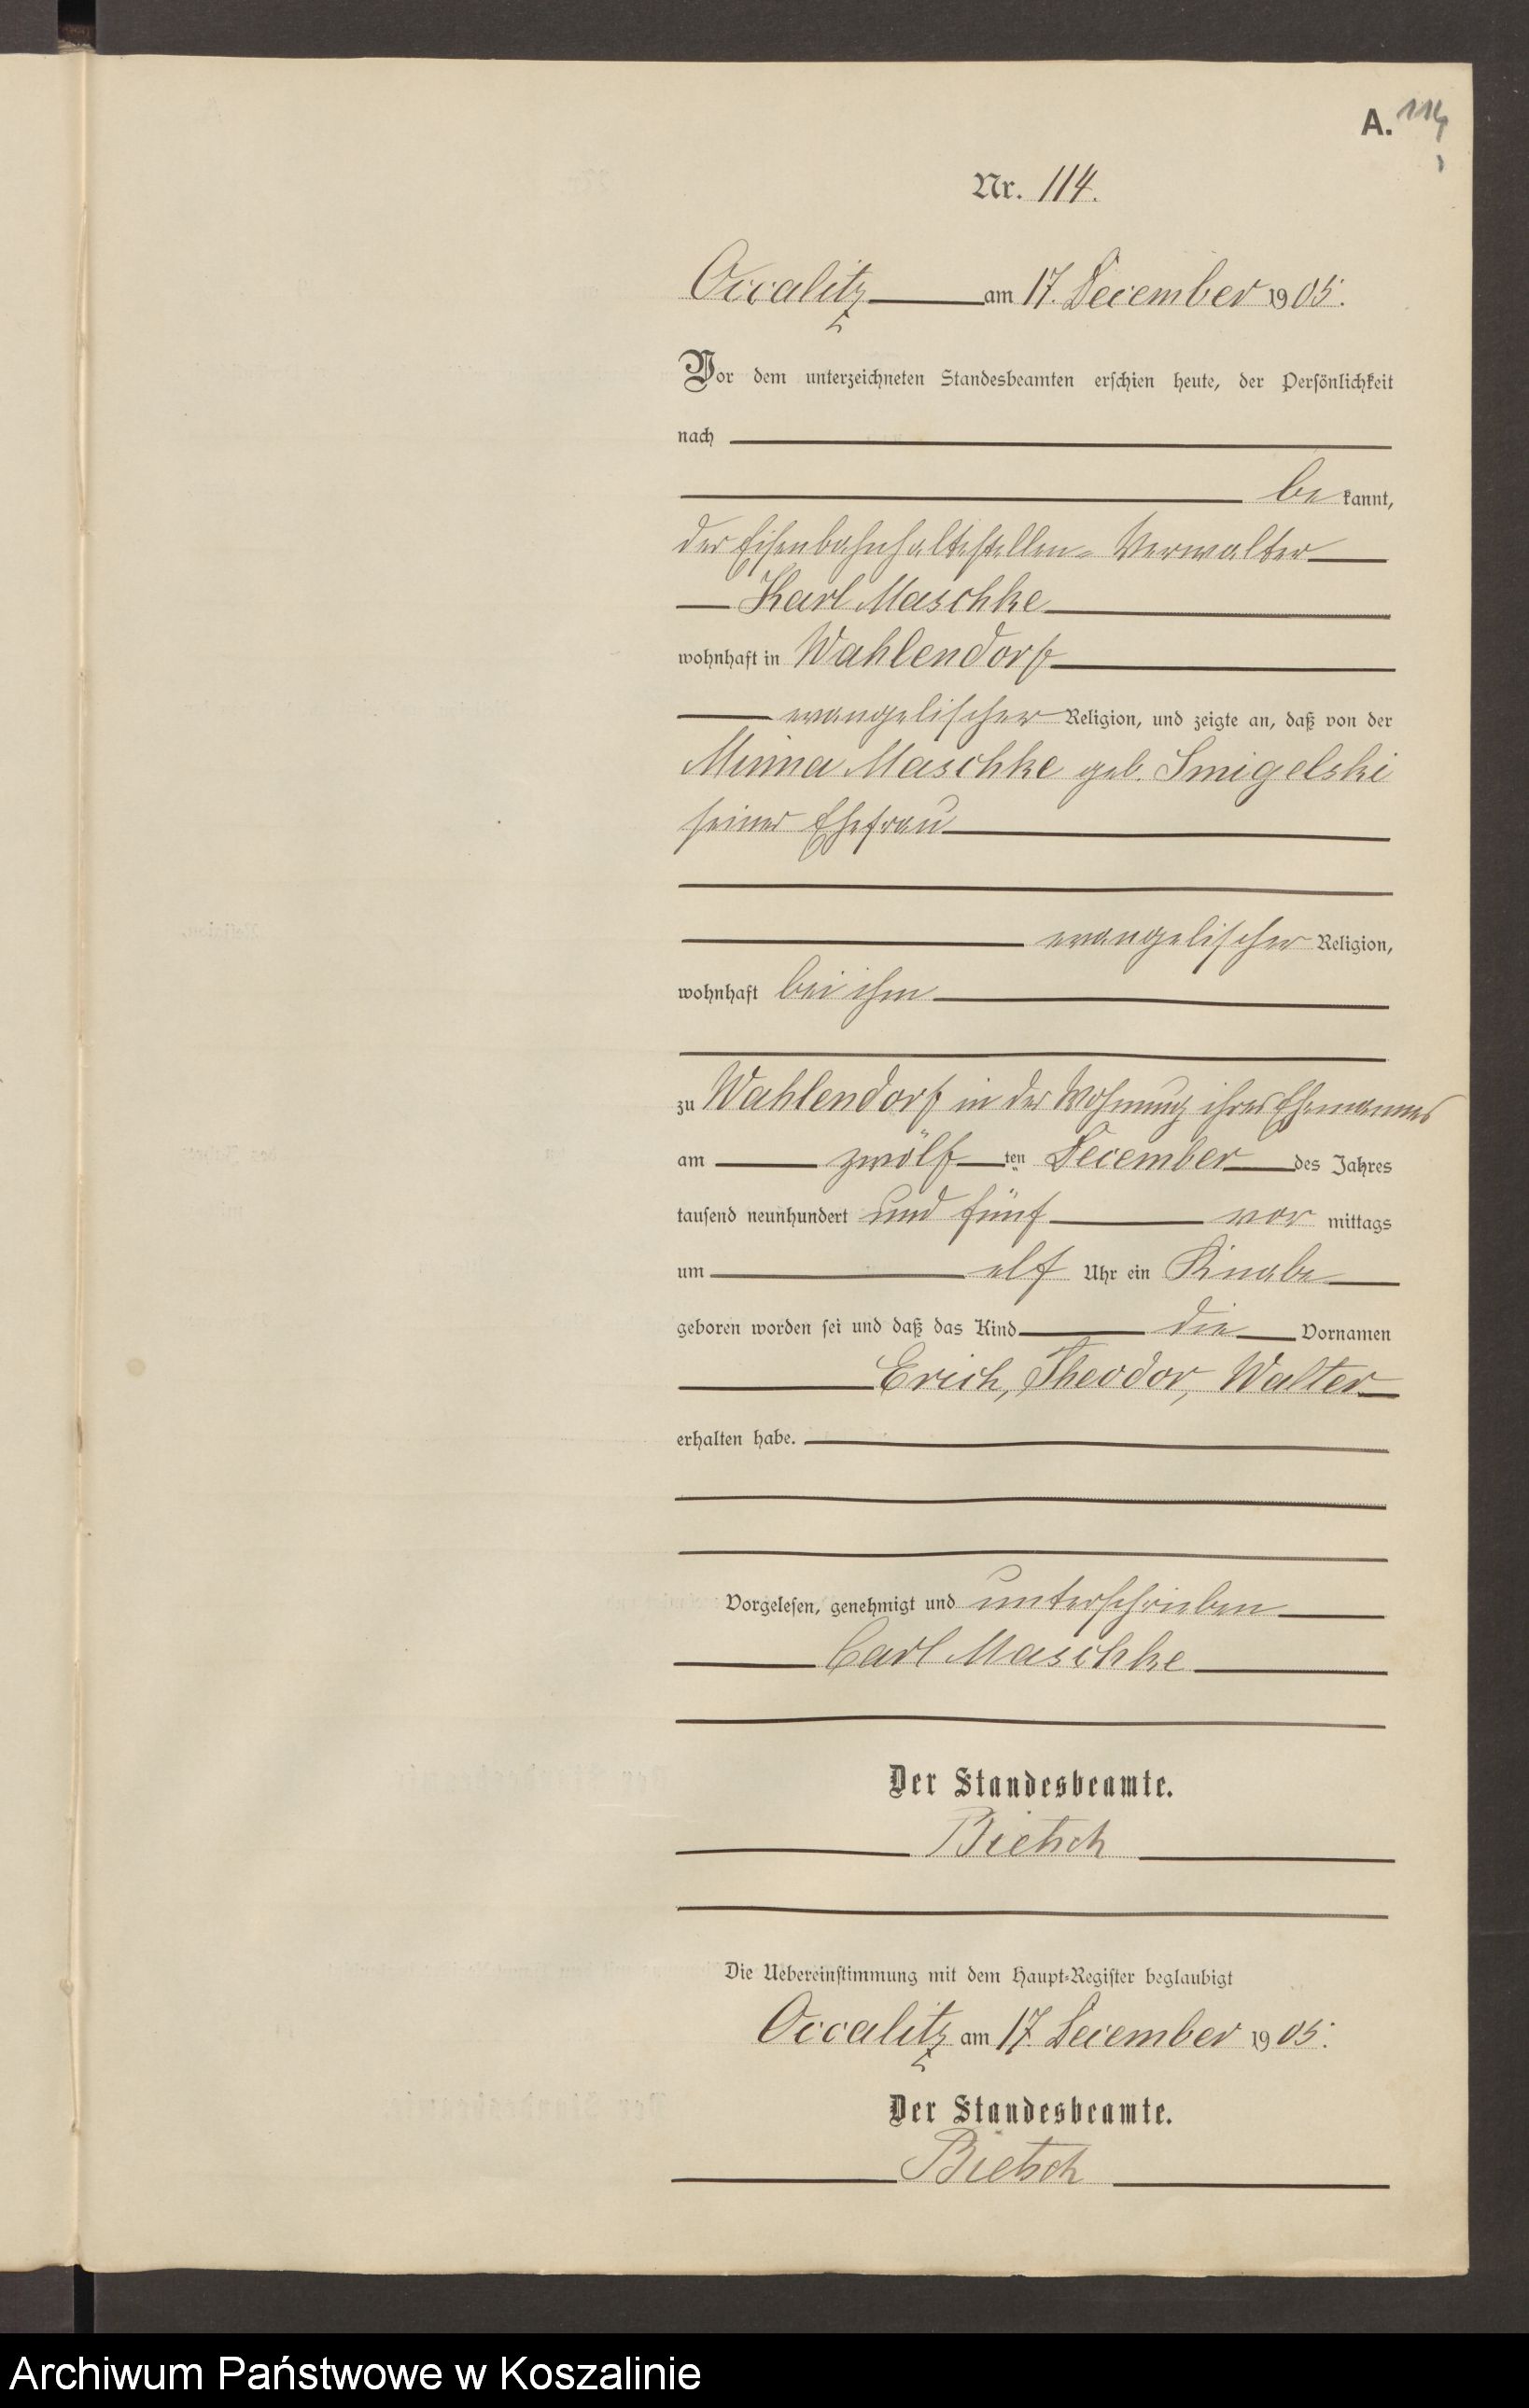 A. 114
Nr. 114.
Occalitz am 17. December 1905.
Vor dem unterzeichneten Standesbeamten erschien heute, der Persönlichkeit
nach
be kannt,
der Eisenbahnhaltestellen-Verwalter
Karl Maschke
wohnhaft in Wahlendorf
evangelischer Religion, und zeigte an, daß von der
Minna Maschke geb. Smigelski
seiner Ehefrau
evangelischer Religion,
wohnhaft bei ihm
zu Wahlendorf in der Wohnung ihres Ehemannes
am zwölf ten December des Jahres
tausend neunhundert und fünf vor mittags
um elf Uhr ein Knabe
geboren worden sei und daß das Kind die Vornamen
Erich, Theodor, Walter
erhalten habe.
Vorgelesen, genehmigt und unterschrieben
Carl Maschke
Der Standesbeamte.
Bietsch
Die Uebereinstimmung mit dem Haupt-Register beglaubigt
Occalitz am 17. December 1905.
Der Standesbeamte.
Bietsch
Archiwum Państwowe w Koszalinie